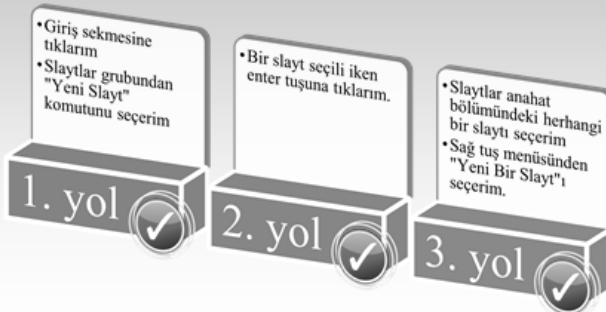 •Giriş sekmesine
tıklarım
•Slaytlar grubundan
"Yeni Slayt"
komutunu seçerim
1. yol
•Bir slayt seçili iken
enter tuşuna tıklarım.
2. yol
•Slaytlar anahat
bölümündeki herhangi
bir slaytı seçerim
•Sağ tuş menüsünden
"Yeni Bir Slayt"ı
seçerim.
3. yol